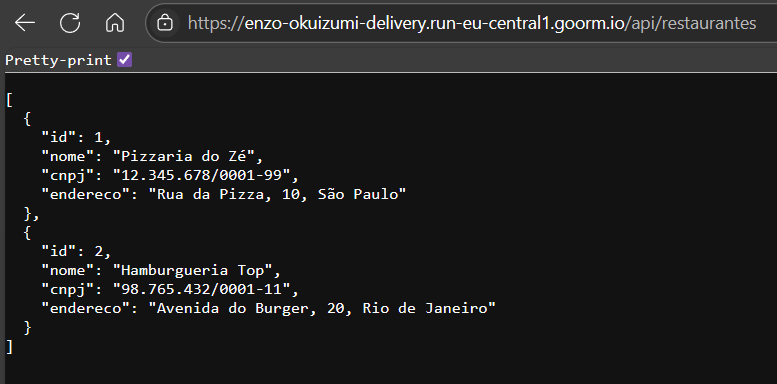 https://enzo-okuizumi-delivery.run-eu-central1.goorm.io/api/restaurantes
Pretty-print
[
  {
    "id": 1,
    "nome": "Pizzaria do Zé",
    "cnpj": "12.345.678/0001-99",
    "endereco": "Rua da Pizza, 10, São Paulo"
  },
  {
    "id": 2,
    "nome": "Hamburgueria Top",
    "cnpj": "98.765.432/0001-11",
    "endereco": "Avenida do Burger, 20, Rio de Janeiro"
  }
]